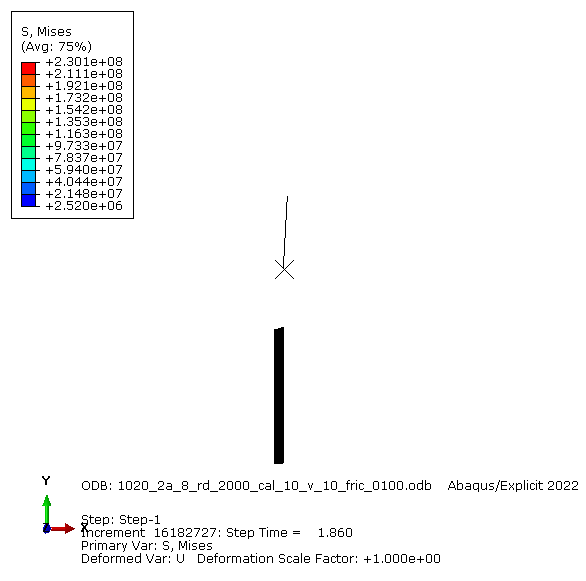 S, Mises
(Avg: 75%)
+2.301e+08
+2.111e+08
+1.921e+08
+1.732e+08
+1.542e+08
+1.353e+08
+1.163e+08
+9.733e+07
+7.837e+07
+5.940e+07
+4.044e+07
+2.148e+07
+2.520e+06
Y
Z X
ODB: 1020_2a_8_rd_2000_cal_10_v_10_fric_0100.odb Abaqus/Explicit 2022
Step: Step-1
Increment 16182727: Step Time = 1.860
Primary Var: S, Mises
Deformed Var: U Deformation Scale Factor: +1.000e+00